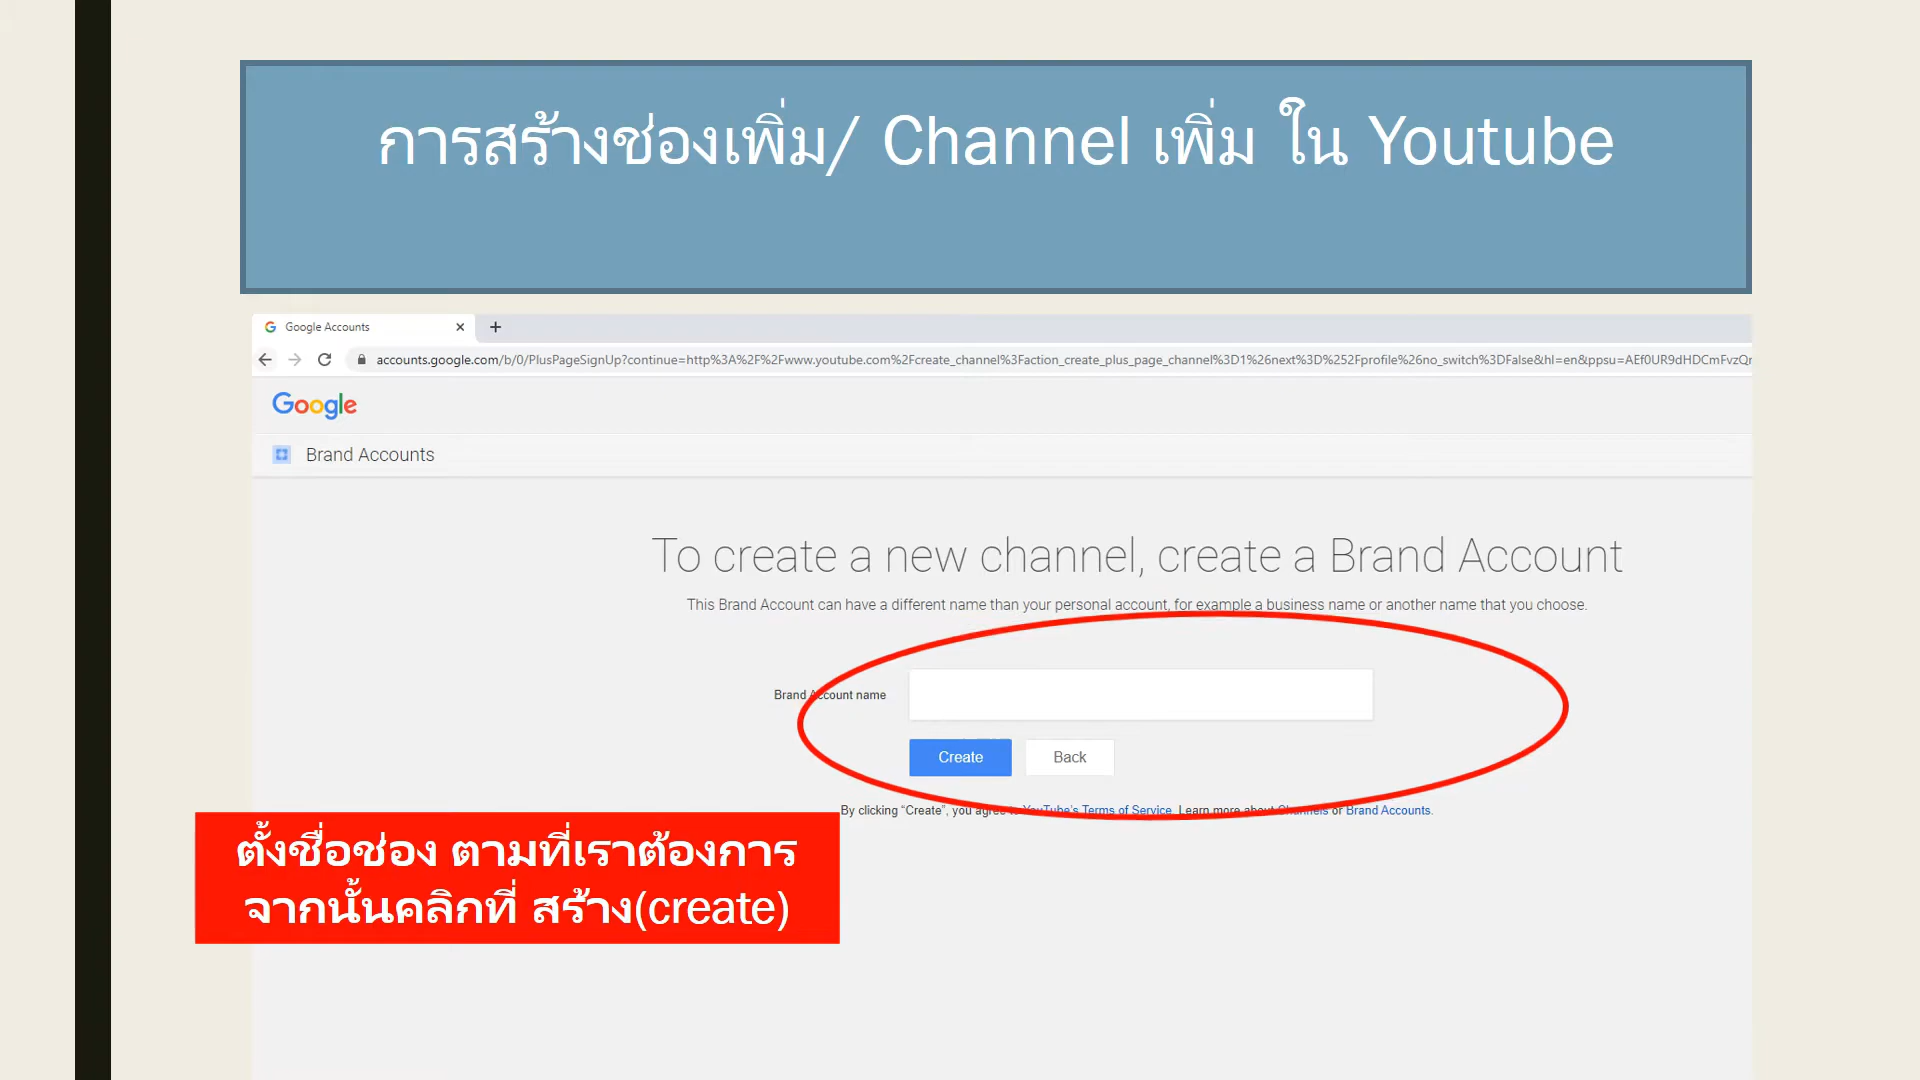 การสร้างช่องเพิ่ม/ Channel เพิ่ม ใน Youtube
Google Accounts
accounts.google.com/b/0/PlusPageSignUp?continue=http%3A%2F%2Fwww.youtube.com%2Fcreate_channel%3Faction_create_plus_page_channel%3D1%26next%3D%252Fprofile%26no_switch%3DFalse&hl=en&ppsu=AEf0UR9dHDCmFvzQr
Google
Brand Accounts
To create a new channel, create a Brand Account
This Brand Account can have a different name than your personal account, for example a business name or another name that you choose.
Brand Account name
Create Back
By clicking “Create”, you agree to YouTube's Terms of Service. Learn more about Channels or Brand Accounts.
ตั้งชื่อช่อง ตามที่เราต้องการ
จากนั้นคลิกที่ สร้าง(create)